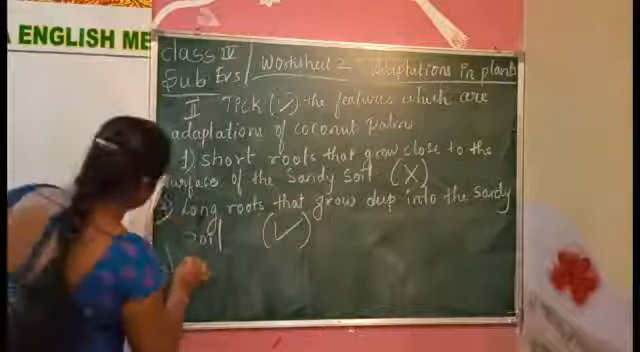 A ENGLISH ME
Class IV
Sub Evs
Worksheet 2 Adaptations in plants
II Tick (✓) the features which are
adaptations of coconut palms
1) short roots that grow close to the
surface of the sandy soil (X)
2) Long roots that grow deep into the sandy
soil (✓)